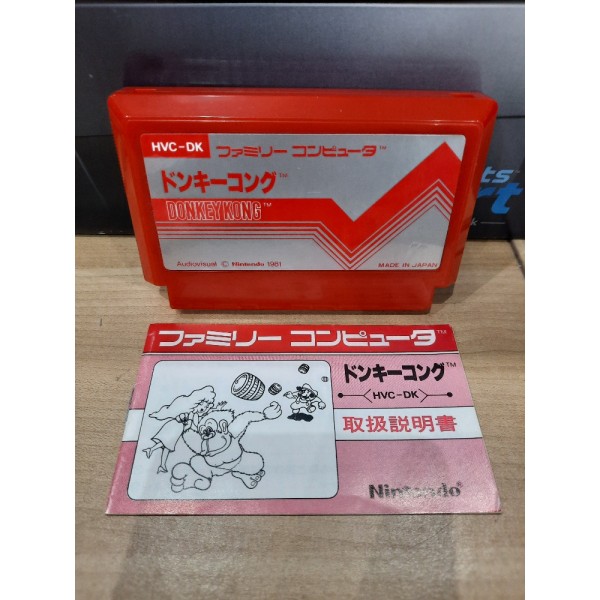 HVC-DK ファミリー コンピュータ™
ドンキーコング™
DONKEY KONG™
Audiovisual © Nintendo 1981
MADE IN JAPAN
ファミリー コンピュータ™
ドンキーコング™
HVC-DK
取扱説明書
Nintendo®